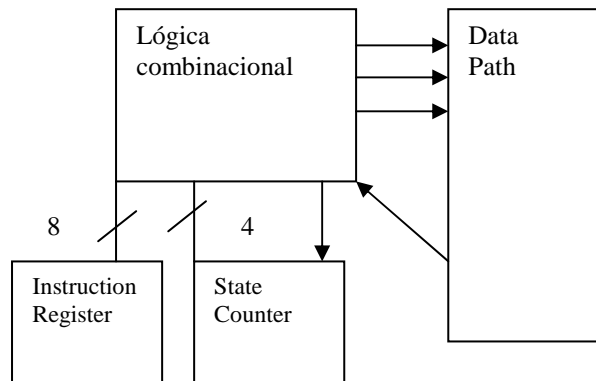 Lógica
combinacional
Data
Path
8
4
Instruction
Register
State
Counter